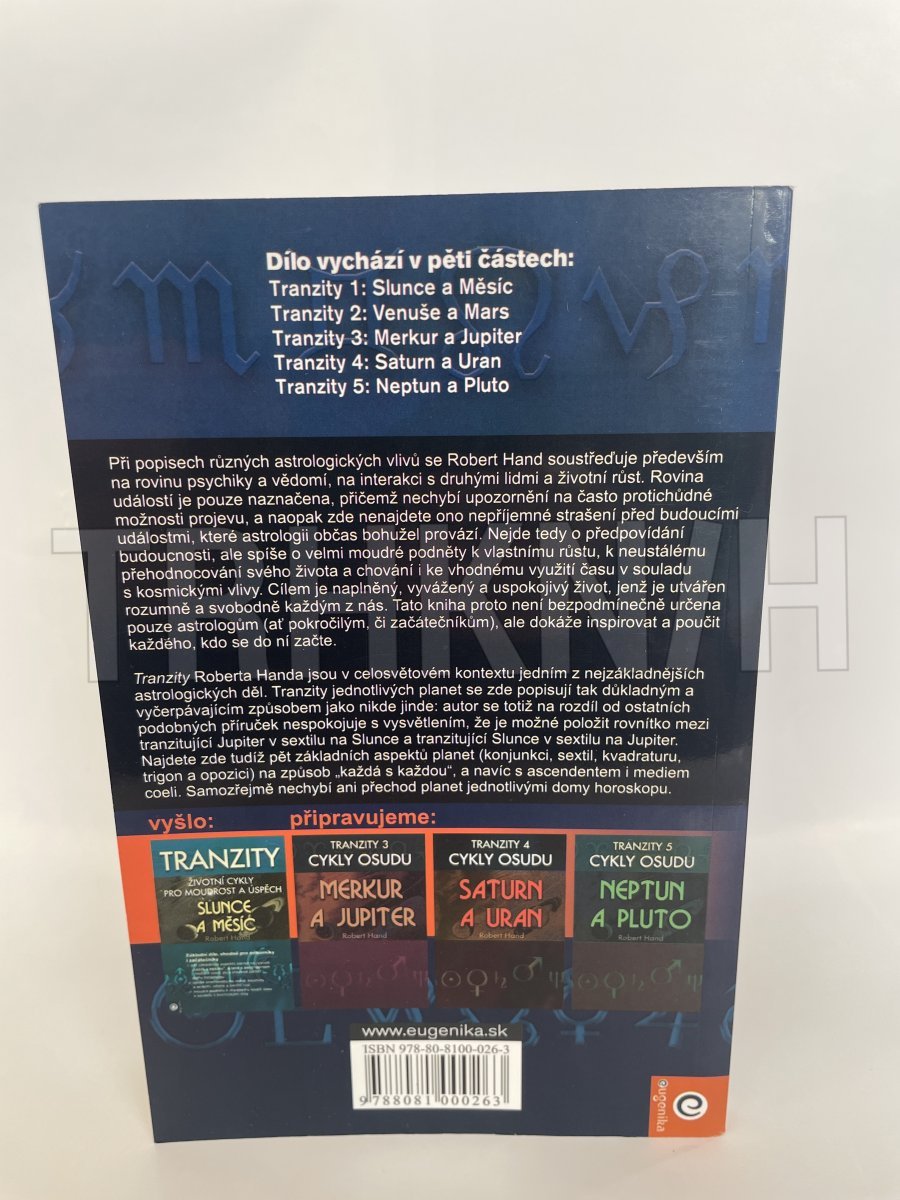 Dílo vychází v pěti částech:
Tranzity 1: Slunce a Měsíc
Tranzity 2: Venuše a Mars
Tranzity 3: Merkur a Jupiter
Tranzity 4: Saturn a Uran
Tranzity 5: Neptun a Pluto
Při popisech různých astrologických vlivů se Robert Hand soustřeďuje především
na rovinu psychiky a vědomí, na interakci s druhými lidmi a životní růst. Rovina
událostí je pouze naznačena, přičemž nechybí upozornění na často protichůdné
možnosti projevu, a naopak zde nenajdete ono nepříjemné strašení před budoucími
událostmi, které astrologii občas bohužel provází. Nejde tedy o předpovídání
budoucnosti, ale spíše o velmi moudré podněty k vlastnímu růstu, k neustálému
přehodnocování svého života a chování i ke vhodnému využití času v souladu
s kosmickými vlivy. Cílem je naplněný, vyvážený a uspokojivý život, jenž je utvářen
rozumně a svobodně každým z nás. Tato kniha proto není bezpodmínečně určena
pouze astrologům (ať pokročilým, či začátečníkům), ale dokáže inspirovat a poučit
každého, kdo se do ní začte.
Tranzity Roberta Handa jsou v celosvětovém kontextu jedním z nejzákladnějších
astrologických děl. Tranzity jednotlivých planet se zde popisují tak důkladným a
vyčerpávajícím způsobem jako nikde jinde: autor se totiž na rozdíl od ostatních
podobných příruček nespokojuje s vysvětlením, že je možné položit rovnítko mezi
tranzitující Jupiter v sextilu na Slunce a tranzitující Slunce v sextilu na Jupiter.
Najdete zde tudíž pět základních aspektů planet (konjunkci, sextil, kvadraturu,
trigon a opozici) na způsob „každá s každou“, a navíc s ascendentem i mediem
coeli. Samozřejmě nechybí ani přechod planet jednotlivými domy horoskopu.
vyšlo:
připravujeme:
TRANZITY
ŽIVOTNÍ CYKLY
PRO MOUDROST A ÚSPĚCH
SLUNCE
A MĚSÍC
Robert Hand
TRANZITY 3
CYKLY OSUDU
MERKUR
A JUPITER
Robert Hand
TRANZITY 4
CYKLY OSUDU
SATURN
A URAN
Robert Hand
TRANZITY 5
CYKLY OSUDU
NEPTUN
A PLUTO
Robert Hand
www.eugenika.sk
ISBN 978-80-8100-026-3
9 788081 000263
eugenika